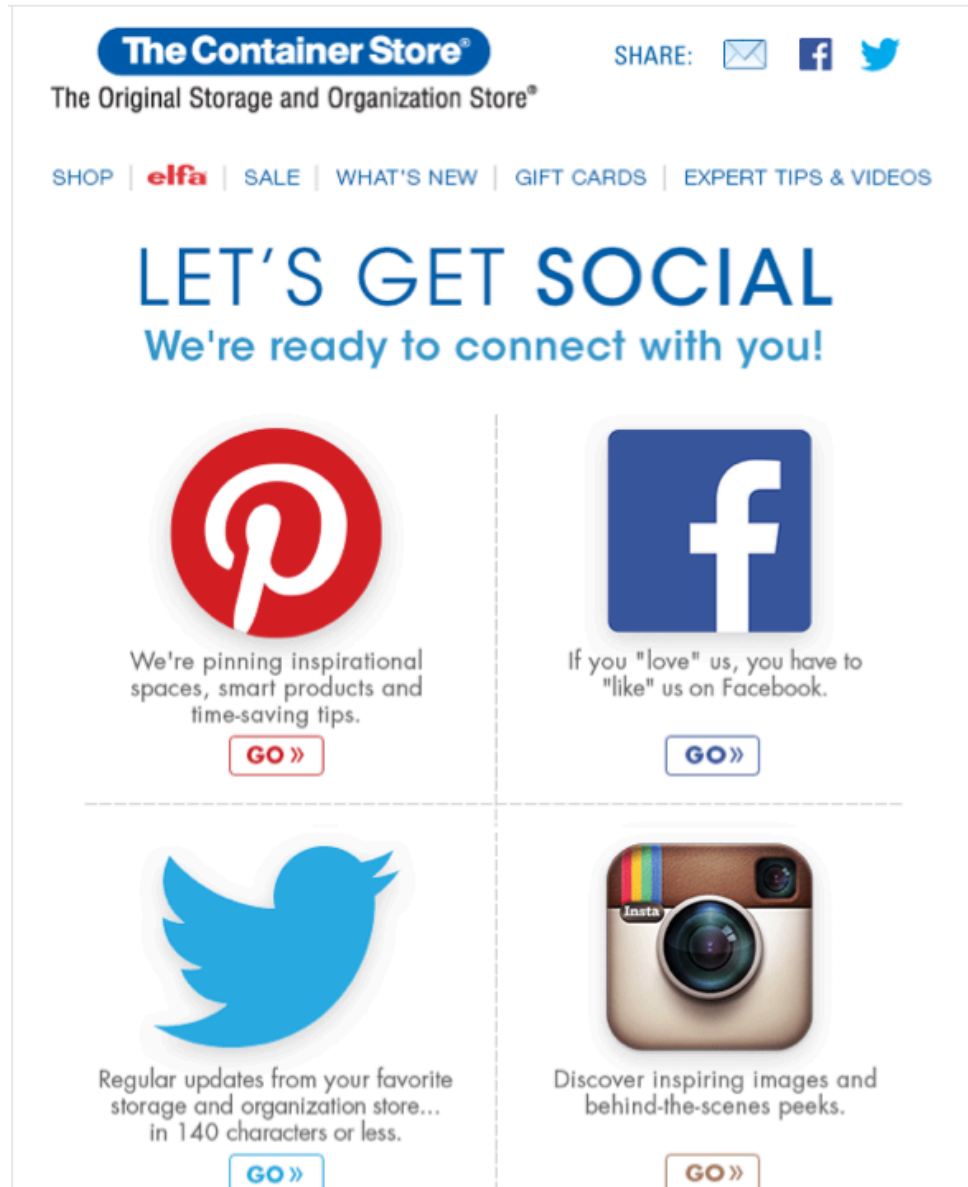 The Container Store®
SHARE:
The Original Storage and Organization Store®
SHOP
elfa
SALE
WHAT'S NEW
GIFT CARDS
EXPERT TIPS & VIDEOS
LET'S GET SOCIAL
We're ready to connect with you!
We're pinning inspirational
spaces, smart products and
time-saving tips.
GO »
If you "love" us, you have to
"like" us on Facebook.
GO »
Regular updates from your favorite
storage and organization store...
in 140 characters or less.
GO »
Insta
Discover inspiring images and
behind-the-scenes peeks.
GO »